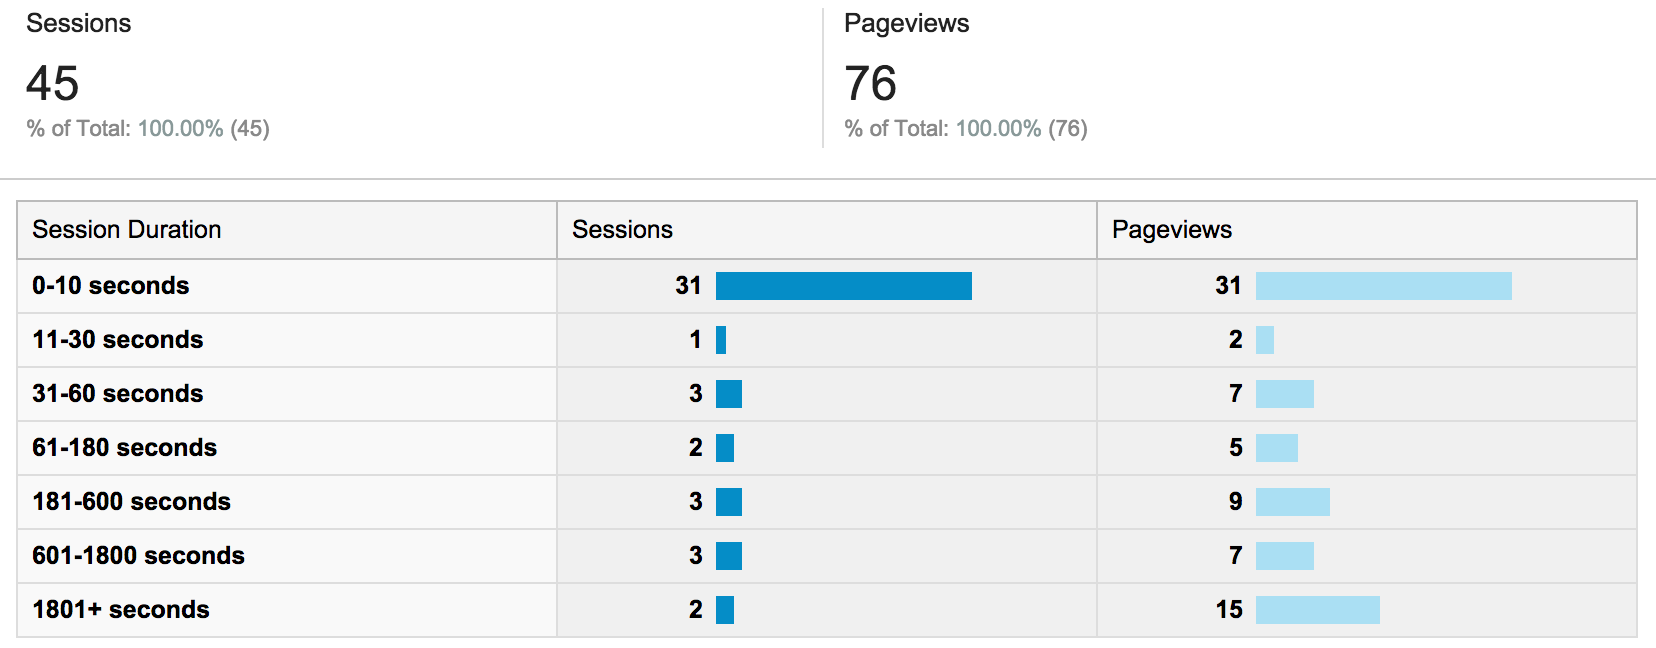 Sessions
45
% of Total: 100.00% (45)
Pageviews
76
% of Total: 100.00% (76)
Session Duration Sessions Pageviews
0-10 seconds 31 31
11-30 seconds 1 2
31-60 seconds 3 7
61-180 seconds 2 5
181-600 seconds 3 9
601-1800 seconds 3 7
1801+ seconds 2 15